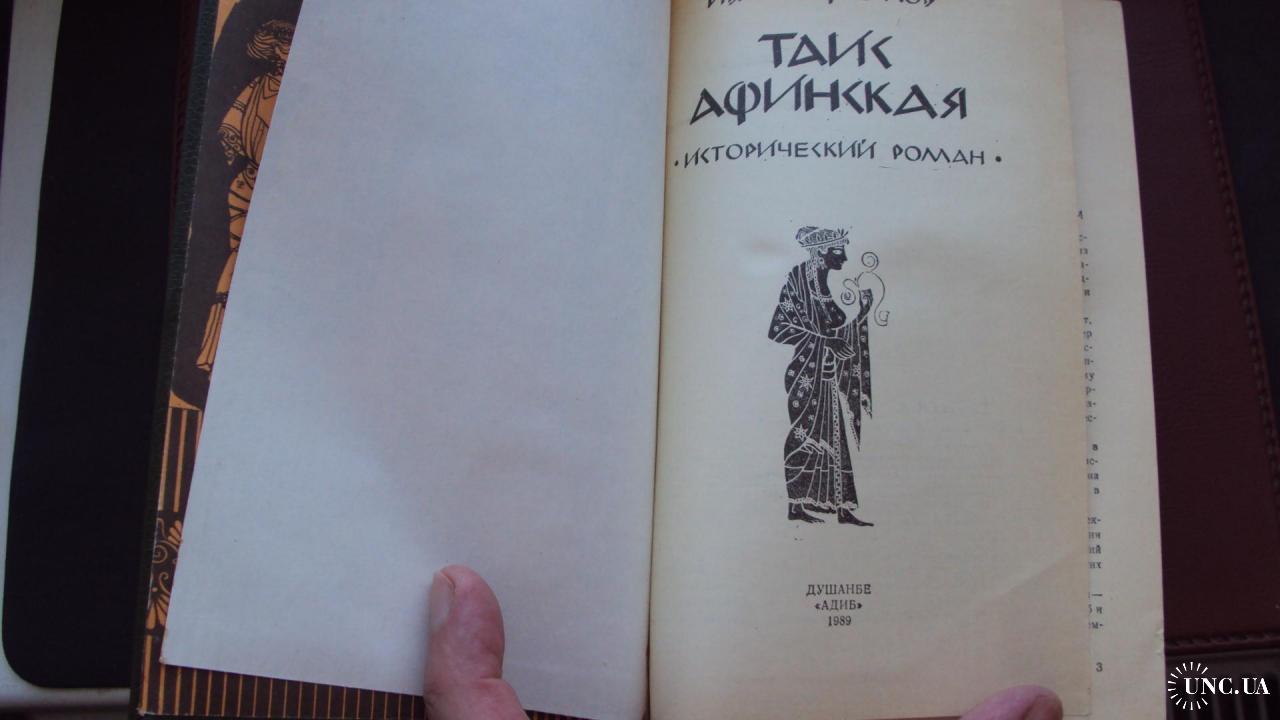 ТАИС
АФИНСКАЯ
•ИСТОРИЧЕСКИЙ РОМАН•
ДУШАНБЕ
«АДИБ»
1989
3
UNC.UA